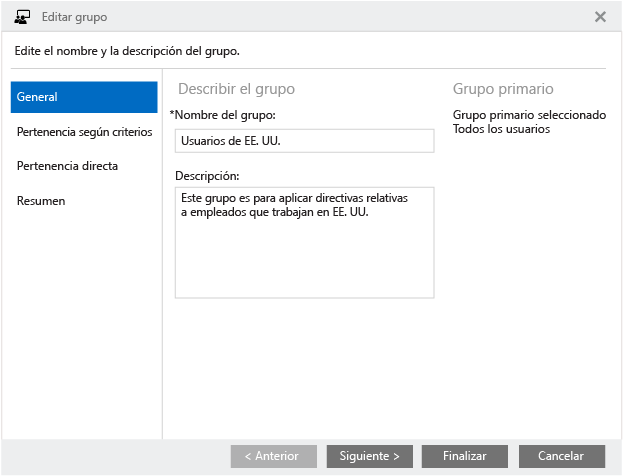 Editar grupo
Edite el nombre y la descripción del grupo.
General
Pertenencia según criterios
Pertenencia directa
Resumen
Describir el grupo
*Nombre del grupo:
Usuarios de EE. UU.
Descripción:
Este grupo es para aplicar directivas relativas
a empleados que trabajan en EE. UU.
Grupo primario
Grupo primario seleccionado
Todos los usuarios
< Anterior
Siguiente >
Finalizar
Cancelar